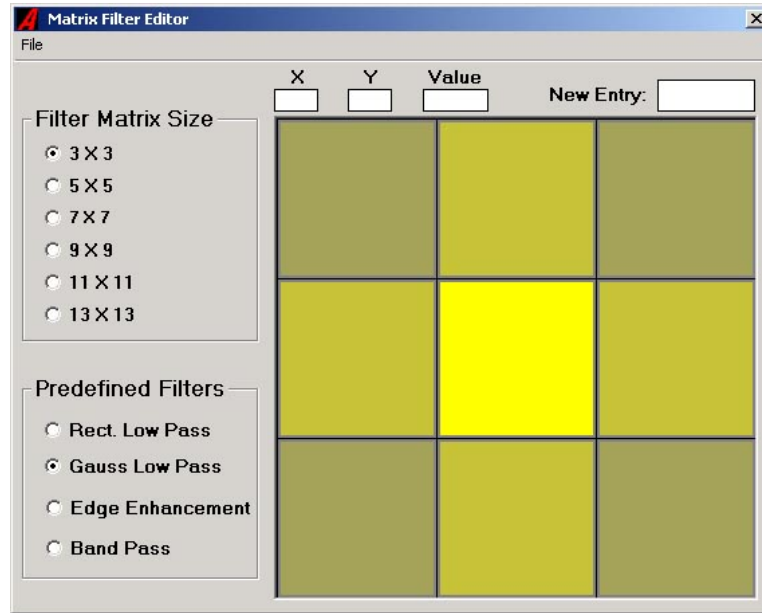 Matrix Filter Editor
File
X Y Value
New Entry:
Filter Matrix Size
3 X 3
5 X 5
7 X 7
9 X 9
11 X 11
13 X 13
Predefined Filters
Rect. Low Pass
Gauss Low Pass
Edge Enhancement
Band Pass